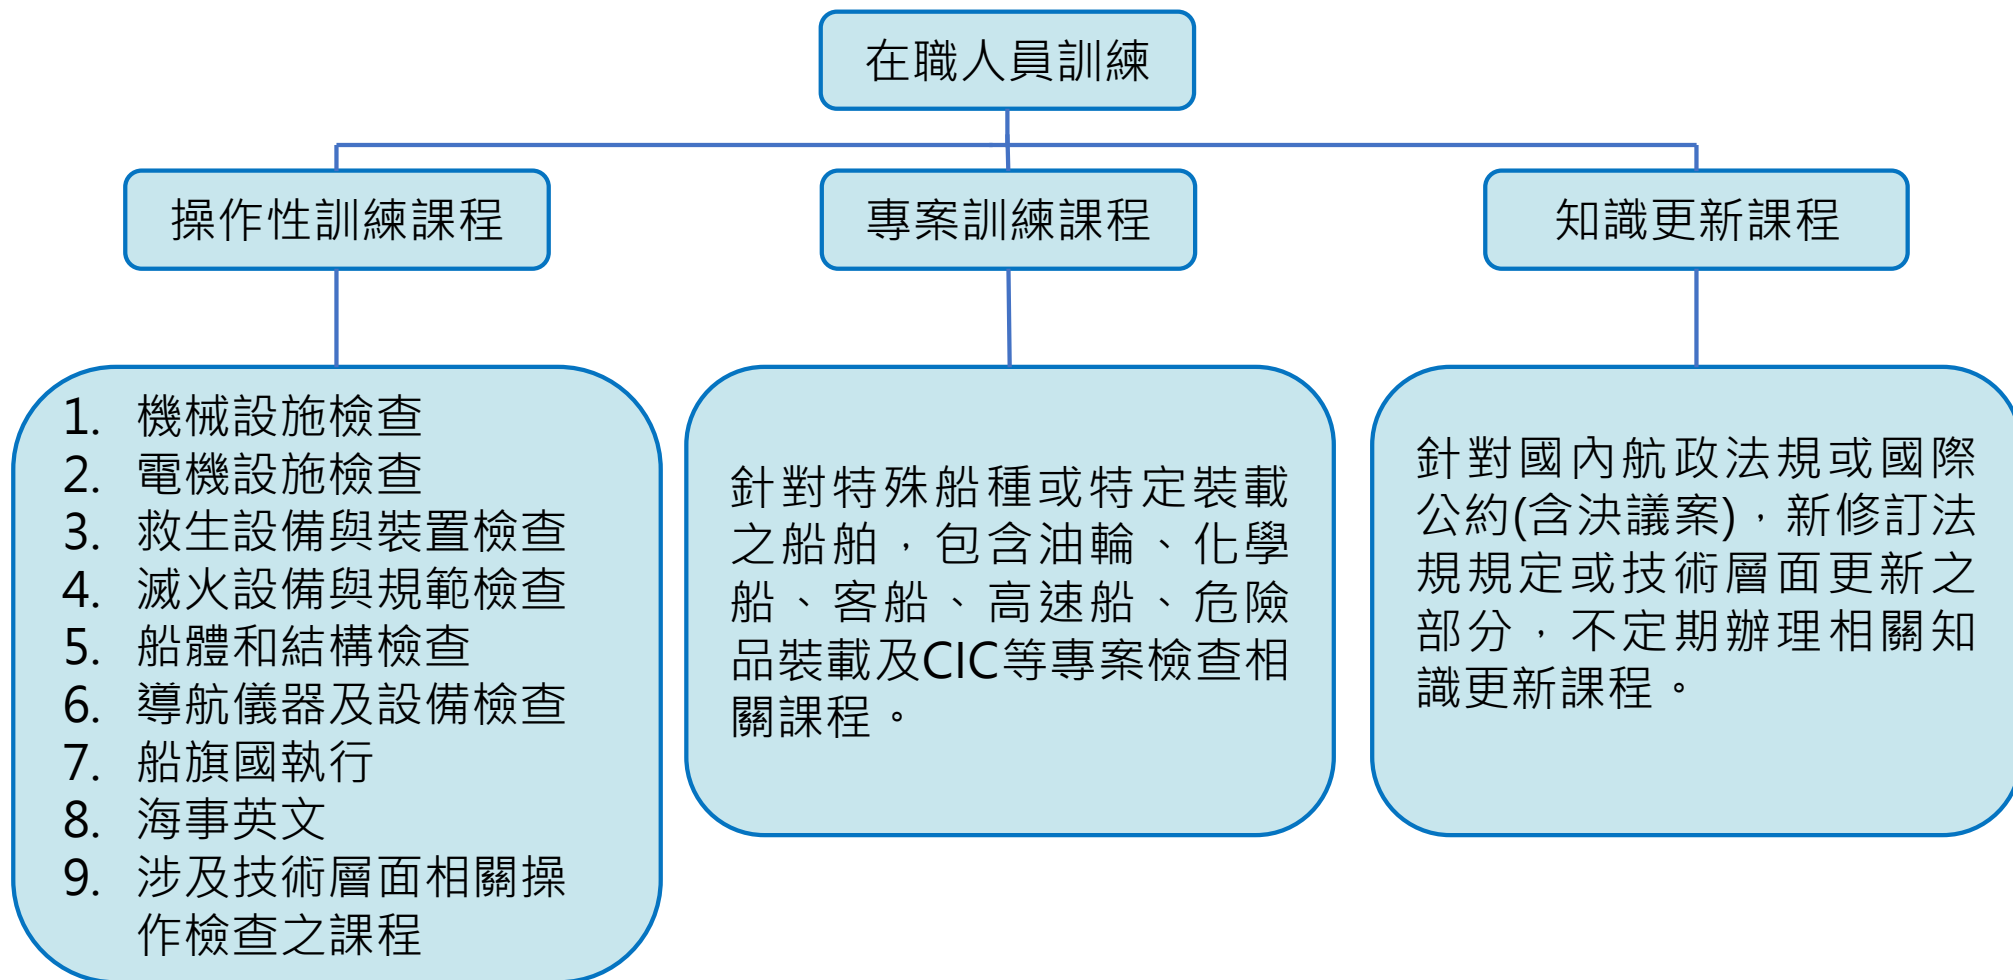 在職人員訓練
操作性訓練課程
專案訓練課程
知識更新課程
1. 機械設施檢查
2. 電機設施檢查
3. 救生設備與裝置檢查
4. 滅火設備與規範檢查
5. 船體和結構檢查
6. 導航儀器及設備檢查
7. 船旗國執行
8. 海事英文
9. 涉及技術層面相關操
作檢查之課程
針對特殊船種或特定裝載
之船舶，包含油輪、化學
船、客船、高速船、危險
品裝載及CIC等專案檢查相
關課程。
針對國內航政法規或國際
公約(含決議案)，新修訂法
規規定或技術層面更新之
部分，不定期辦理相關知
識更新課程。